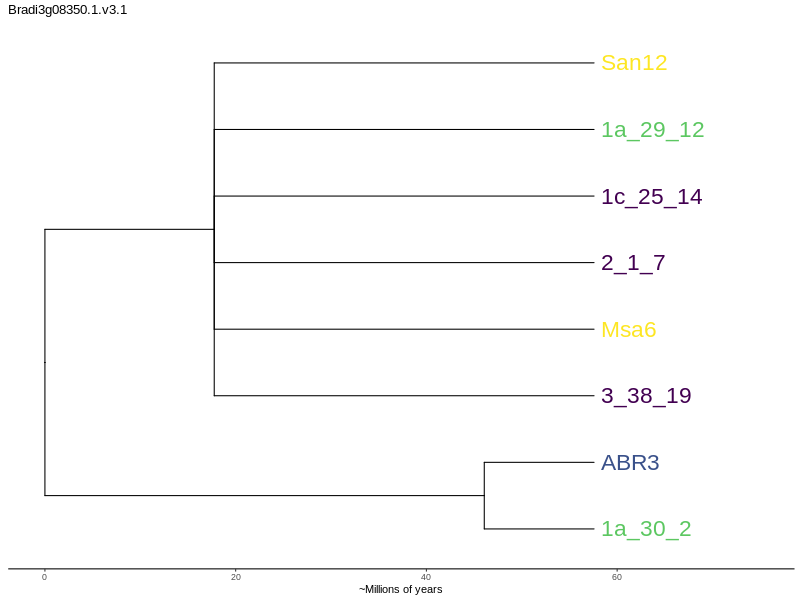 Bradi3g08350.1.v3.1
San12
1a_29_12
1c_25_14
2_1_7
Msa6
3_38_19
ABR3
1a_30_2
0 20 40 60
~Millions of years